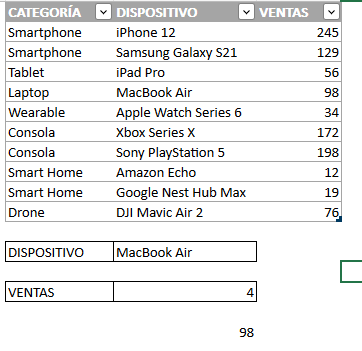 CATEGORÍA DISPOSITIVO VENTAS
Smartphone iPhone 12 245
Smartphone Samsung Galaxy S21 129
Tablet iPad Pro 56
Laptop MacBook Air 98
Wearable Apple Watch Series 6 34
Consola Xbox Series X 172
Consola Sony PlayStation 5 198
Smart Home Amazon Echo 12
Smart Home Google Nest Hub Max 19
Drone DJI Mavic Air 2 76
DISPOSITIVO MacBook Air
VENTAS 4
98